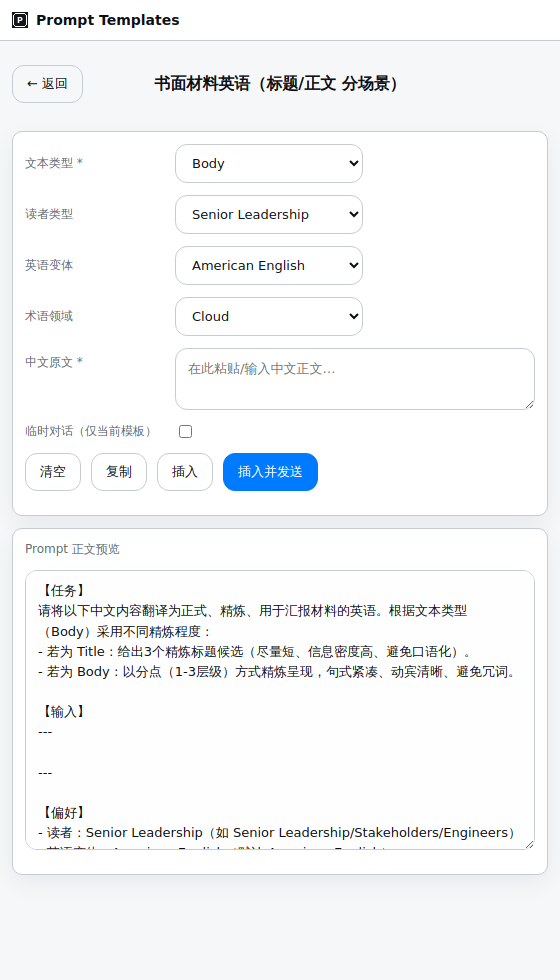 P Prompt Templates
← 返回
书面材料英语（标题/正文 分场景）
文本类型 *
Body
读者类型
Senior Leadership
英语变体
American English
术语领域
Cloud
中文原文 *
在此粘贴/输入中文正文…
临时对话（仅当前模板）
清空 复制 插入 插入并发送
Prompt 正文预览
【任务】
请将以下中文内容翻译为正式、精炼、用于汇报材料的英语。根据文本类型
（Body）采用不同精炼程度：
- 若为 Title：给出3个精炼标题候选（尽量短、信息密度高、避免口语化）。
- 若为 Body：以分点（1-3层级）方式精炼呈现，句式紧凑、动宾清晰、避免冗词。
【输入】
---
---
【偏好】
- 读者：Senior Leadership（如 Senior Leadership/Stakeholders/Engineers）